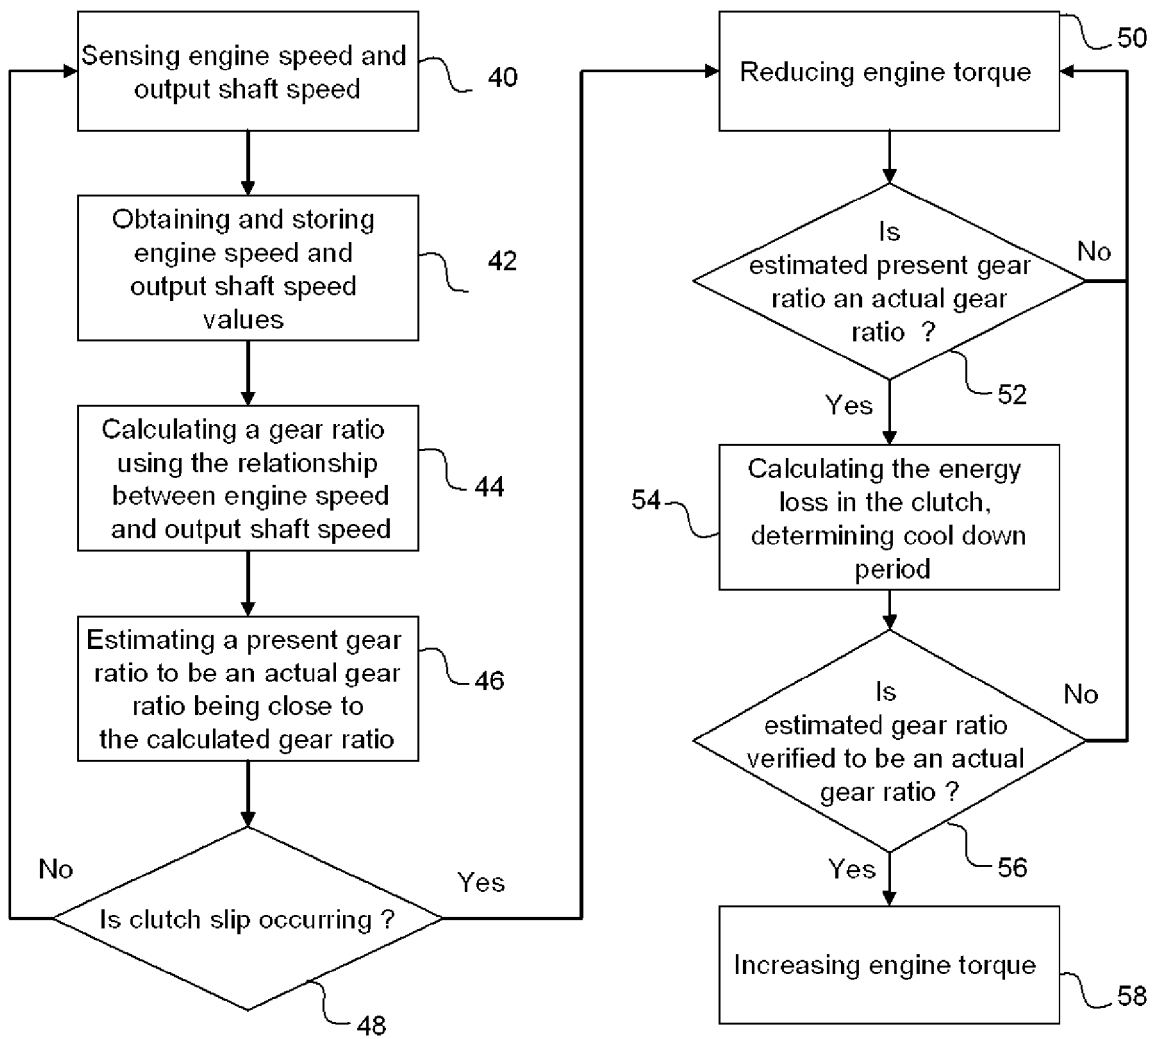 Sensing engine speed and
output shaft speed
40
Obtaining and storing
engine speed and
output shaft speed
values
42
Calculating a gear ratio
using the relationship
between engine speed
and output shaft speed
44
Estimating a present gear
ratio to be an actual gear
ratio being close to
the calculated gear ratio
46
No
Yes
Is clutch slip occurring ?
48
Reducing engine torque
50
Is
estimated present gear
ratio an actual gear
ratio ?
No
52
Yes
Calculating the energy
loss in the clutch,
determining cool down
period
54
Is
estimated gear ratio
verified to be an actual
gear ratio ?
No
56
Yes
Increasing engine torque
58